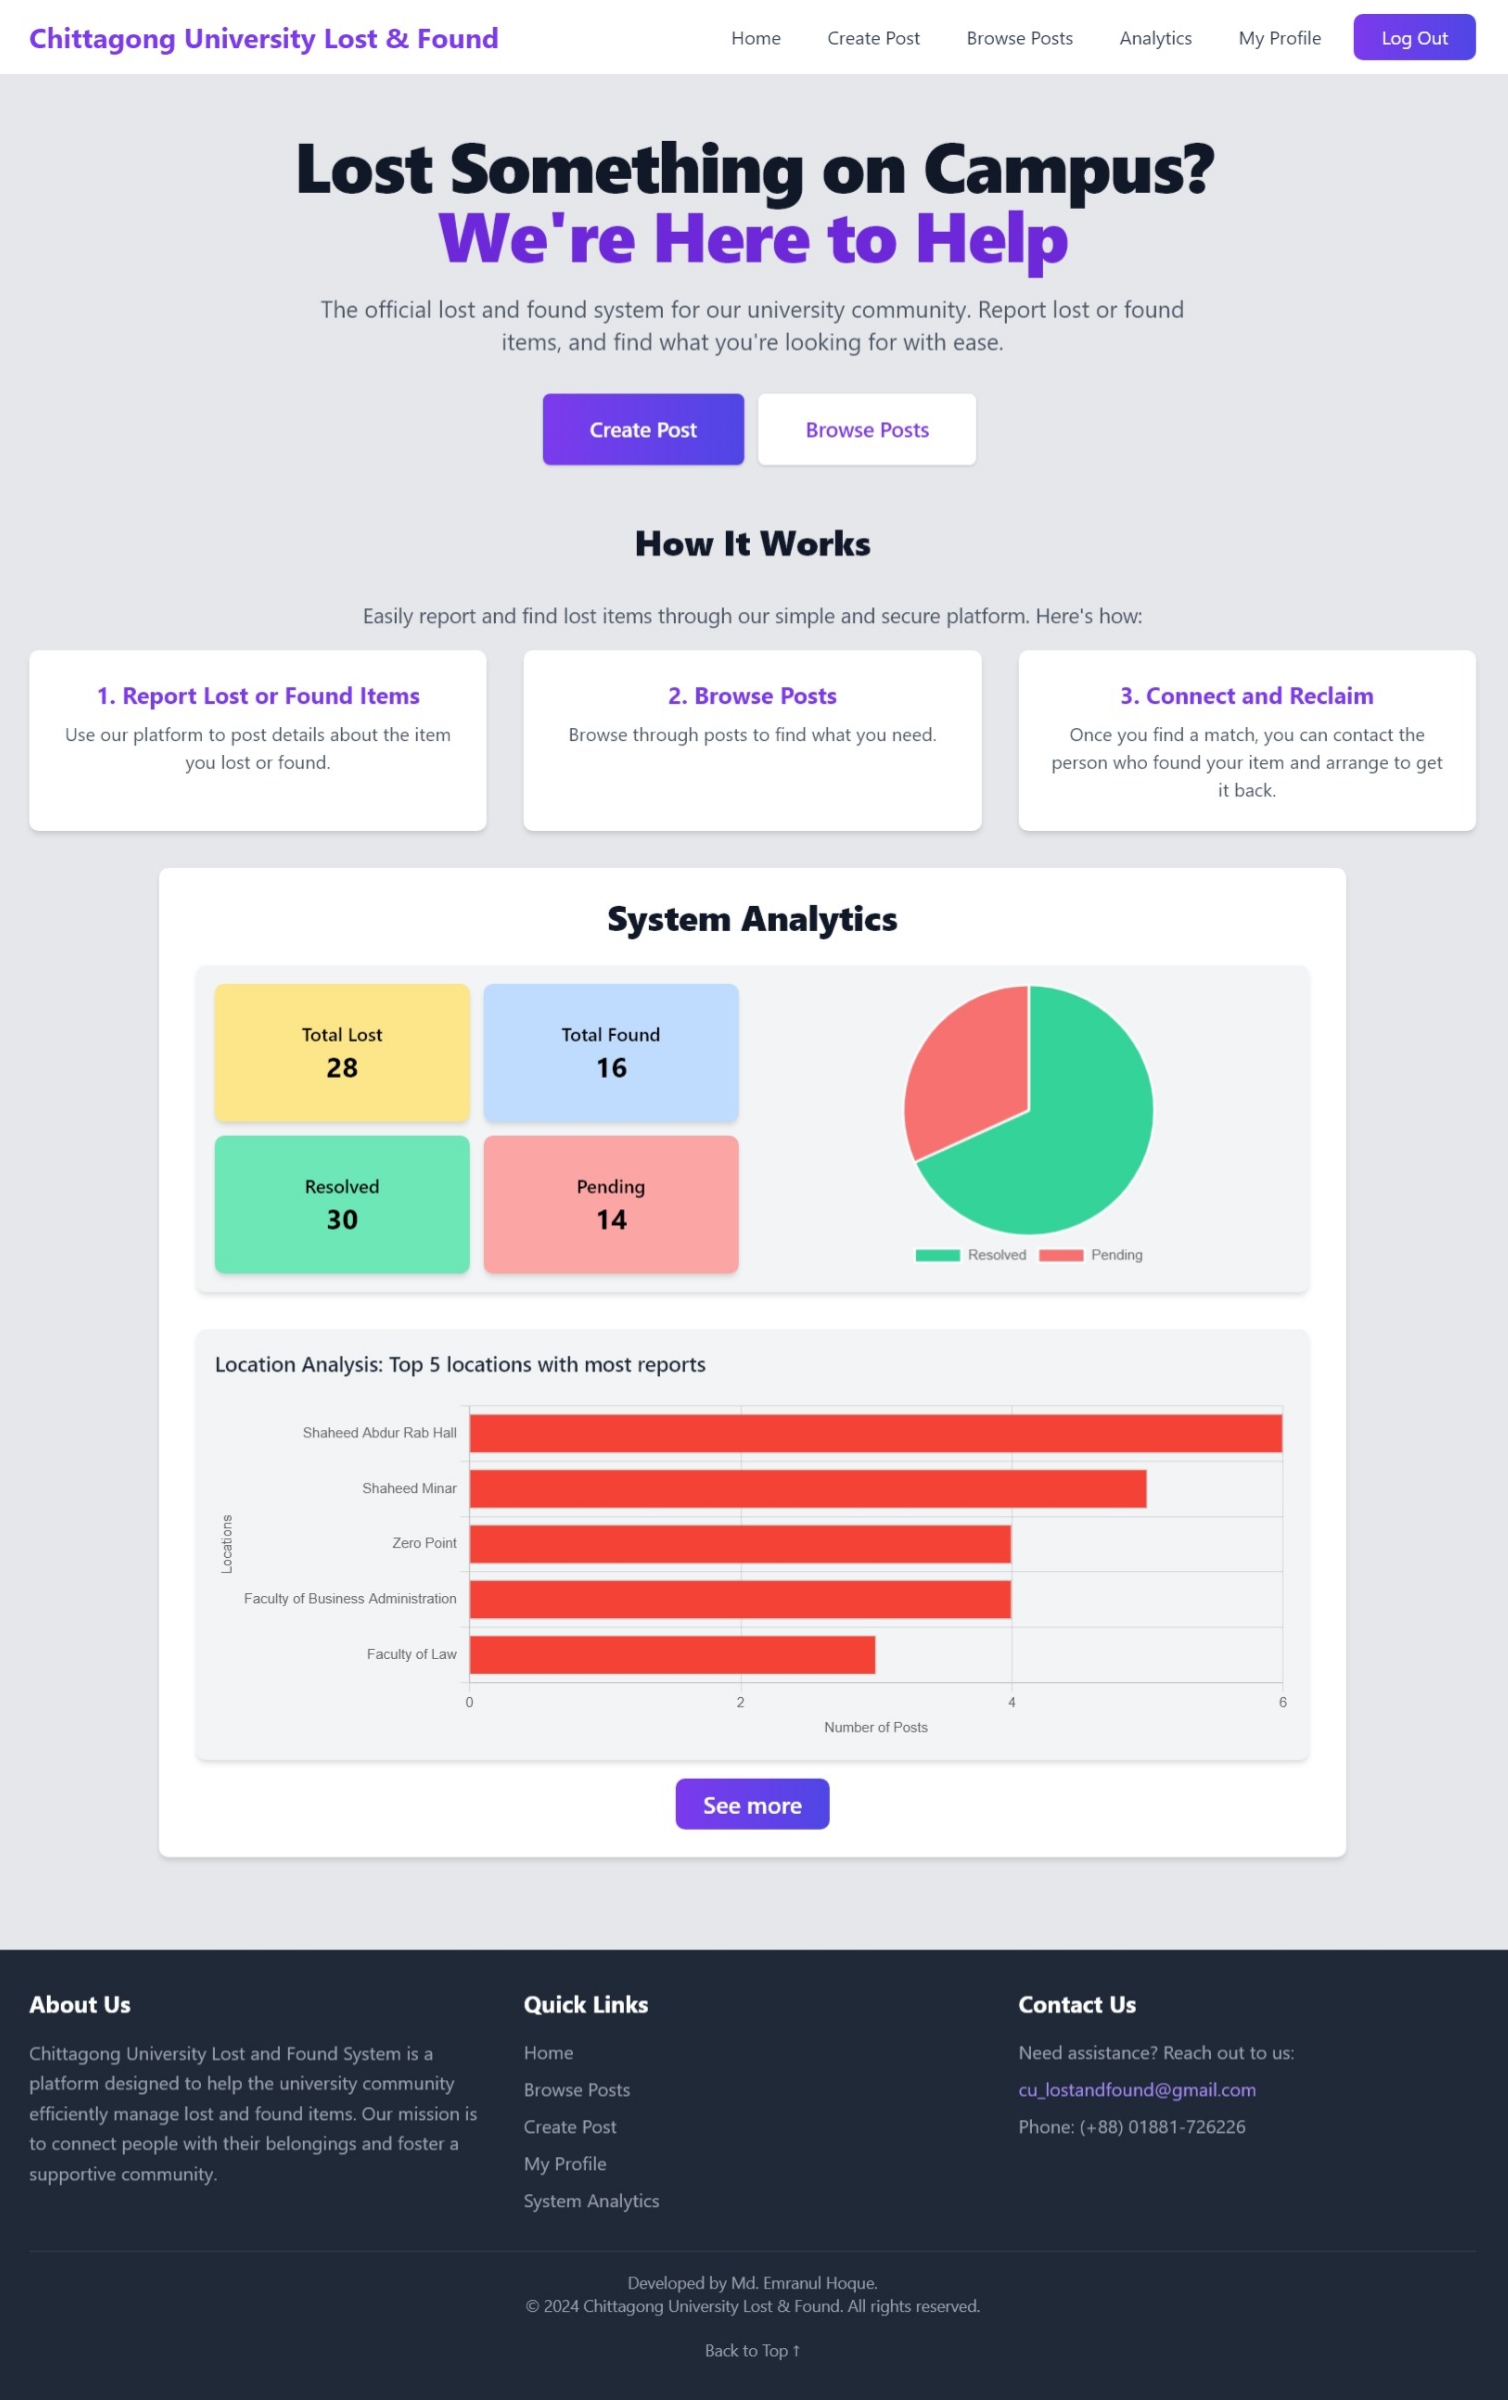 Chittagong University Lost & Found
Home
Create Post
Browse Posts
Analytics
My Profile
Log Out
Lost Something on Campus?
We're Here to Help
The official lost and found system for our university community. Report lost or found
items, and find what you're looking for with ease.
Create Post
Browse Posts
How It Works
Easily report and find lost items through our simple and secure platform. Here's how:
1. Report Lost or Found Items
Use our platform to post details about the item
you lost or found.
2. Browse Posts
Browse through posts to find what you need.
3. Connect and Reclaim
Once you find a match, you can contact the
person who found your item and arrange to get
it back.
System Analytics
Total Lost
28
Total Found
16
Resolved
30
Pending
14
Resolved
Pending
Location Analysis: Top 5 locations with most reports
Locations
Shaheed Abdur Rab Hall
Shaheed Minar
Zero Point
Faculty of Business Administration
Faculty of Law
0
2
4
6
Number of Posts
See more
About Us
Chittagong University Lost and Found System is a
platform designed to help the university community
efficiently manage lost and found items. Our mission is
to connect people with their belongings and foster a
supportive community.
Quick Links
Home
Browse Posts
Create Post
My Profile
System Analytics
Contact Us
Need assistance? Reach out to us:
cu_lostandfound@gmail.com
Phone: (+88) 01881-726226
Developed by Md. Emranul Hoque.
© 2024 Chittagong University Lost & Found. All rights reserved.
Back to Top ↑